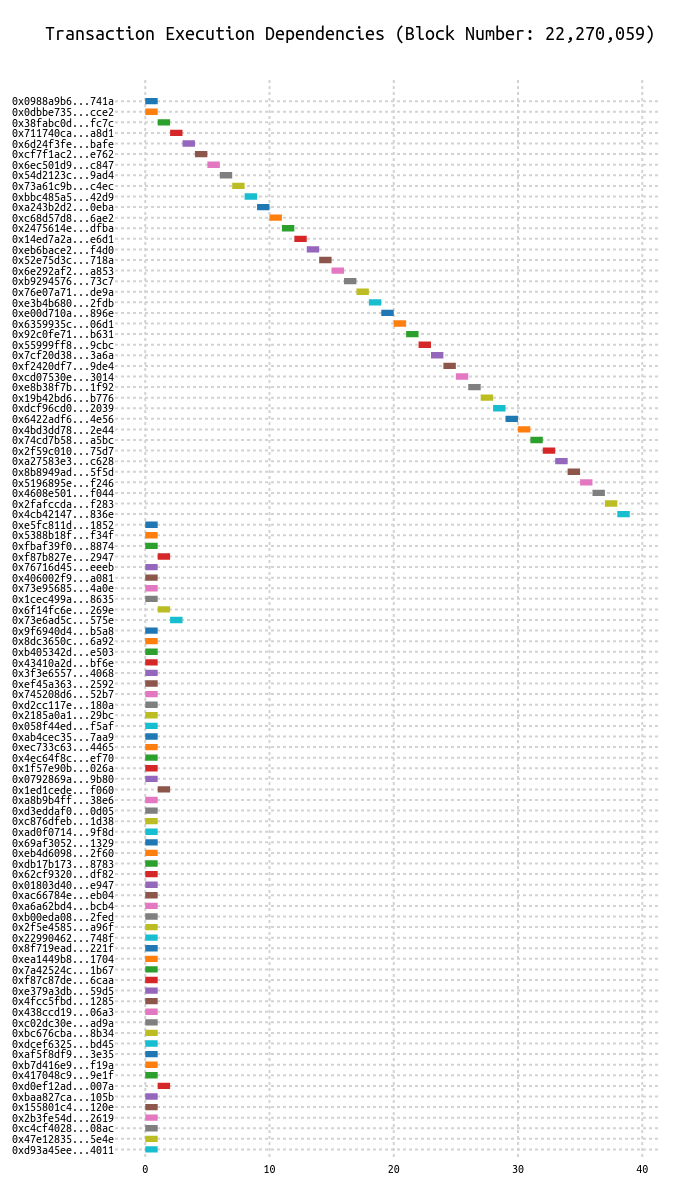 Transaction Execution Dependencies (Block Number: 22,270,059)
0x0988a9b6...741a
0x0dbbe735...cce2
0x38fabc0d...fc7c
0x711740ca...a8d1
0x6d24f3fe...bafe
0xcf7f1ac2...e762
0x6ec501d9...c847
0x54d2123c...9ad4
0x73a61c9b...c4ec
0xbbc485a5...42d9
0xa243b2d2...0eba
0xc68d57d8...6ae2
0x2475614e...dfba
0x14ed7a2a...e6d1
0xeb6bace2...f4d0
0x52e75d3c...718a
0x6e292af2...a853
0xb9294576...73c7
0x76e07a71...de9a
0xe3b4b680...2fdb
0xe00d710a...896e
0x6359935c...06d1
0x92c0fe71...b631
0x55999ff8...9cbc
0x7cf20d38...3a6a
0xf2420df7...9de4
0xcd07530e...3014
0xe8b38f7b...1f92
0x19b42bd6...b776
0xdcf96cd0...2039
0x6422adf6...4e56
0x4bd3dd78...2e44
0x74cd7b58...a5bc
0x2f59c010...75d7
0xa27583e3...c628
0x8b8949ad...5f5d
0x5196895e...f246
0x4608e501...f044
0x2fafccda...f283
0x4cb42147...836e
0xe5fc811d...1852
0x5388b18f...f34f
0xfbaf39f0...8874
0xf87b827e...2947
0x76716d45...eeeb
0x406002f9...a081
0x73e95685...4a0e
0x1cec499a...8635
0x6f14fc6e...269e
0x73e6ad5c...575e
0x9f6940d4...b5a8
0x8dc3650c...6a92
0xb405342d...e503
0x43410a2d...bf6e
0x3f3e6557...4068
0xef45a363...2592
0x745208d6...52b7
0xd2cc117e...180a
0x2185a0a1...29bc
0x058f44ed...f5af
0xab4cec35...7aa9
0xec733c63...4465
0x4ec64f8c...ef70
0x1f57e90b...026a
0x0792869a...9b80
0x1ed1cede...f060
0xa8b9b4ff...38e6
0xd3eddaf0...0d05
0xc876dfeb...1d38
0xad0f0714...9f8d
0x69af3052...1329
0xeb4d6098...2f60
0xdb17b173...8783
0x62cf9320...df82
0x01803d40...e947
0xac66784e...eb04
0xa6a62bd4...bcb4
0xb00eda08...2fed
0x2f5e4585...a96f
0x22990462...748f
0x8f719ead...221f
0xea1449b8...1704
0x7a42524c...1b67
0xf87c87de...6caa
0xe379a3db...59d5
0x4fcc5fbd...1285
0x438ccd19...06a3
0xc02dc30e...ad9a
0xbc676cba...8b34
0xdcef6325...bd45
0xaf5f8df9...3e35
0xb7d416e9...f19a
0x417048c9...9e1f
0xd0ef12ad...007a
0xbaa827ca...105b
0x155801c4...120e
0x2b3fe54d...2619
0xc4cf4028...08ac
0x47e12835...5e4e
0xd93a45ee...4011
0 10 20 30 40